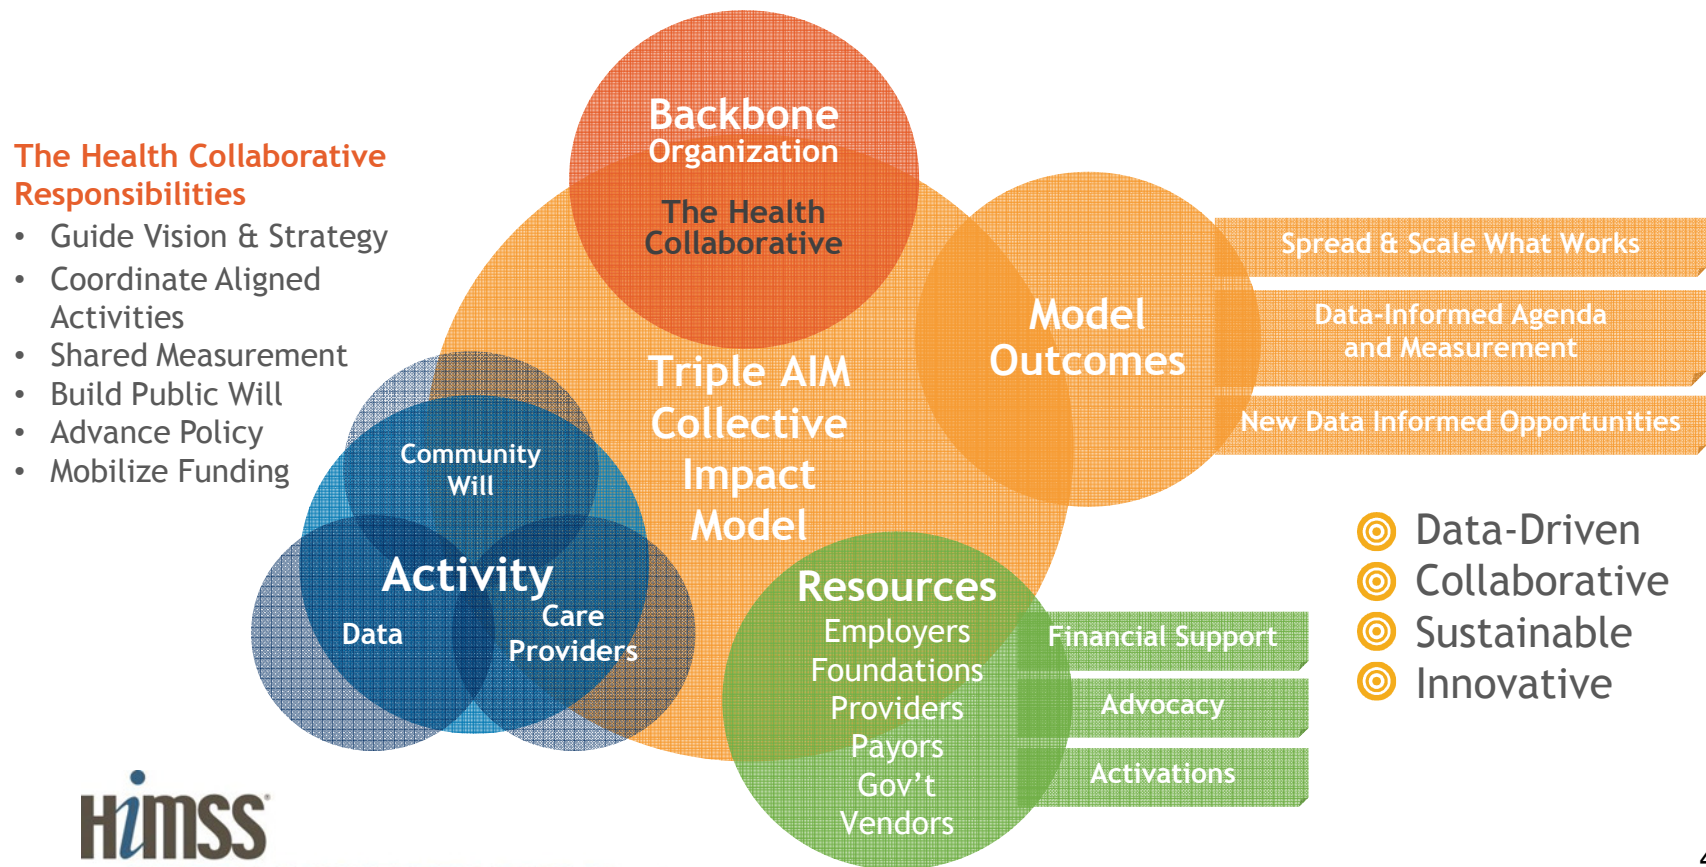 The Health Collaborative
Responsibilities
• Guide Vision & Strategy
• Coordinate Aligned
Activities
• Shared Measurement
• Build Public Will
• Advance Policy
• Mobilize Funding
Backbone
Organization
The Health
Collaborative
Triple AIM
Collective
Impact
Model
Model
Outcomes
Spread & Scale What Works
Data-Informed Agenda
and Measurement
New Data Informed Opportunities
Community
Will
Activity
Data
Care
Providers
Resources
Employers
Foundations
Providers
Payors
Gov’t
Vendors
Financial Support
Advocacy
Activations
Data-Driven
Collaborative
Sustainable
Innovative
HiMSS